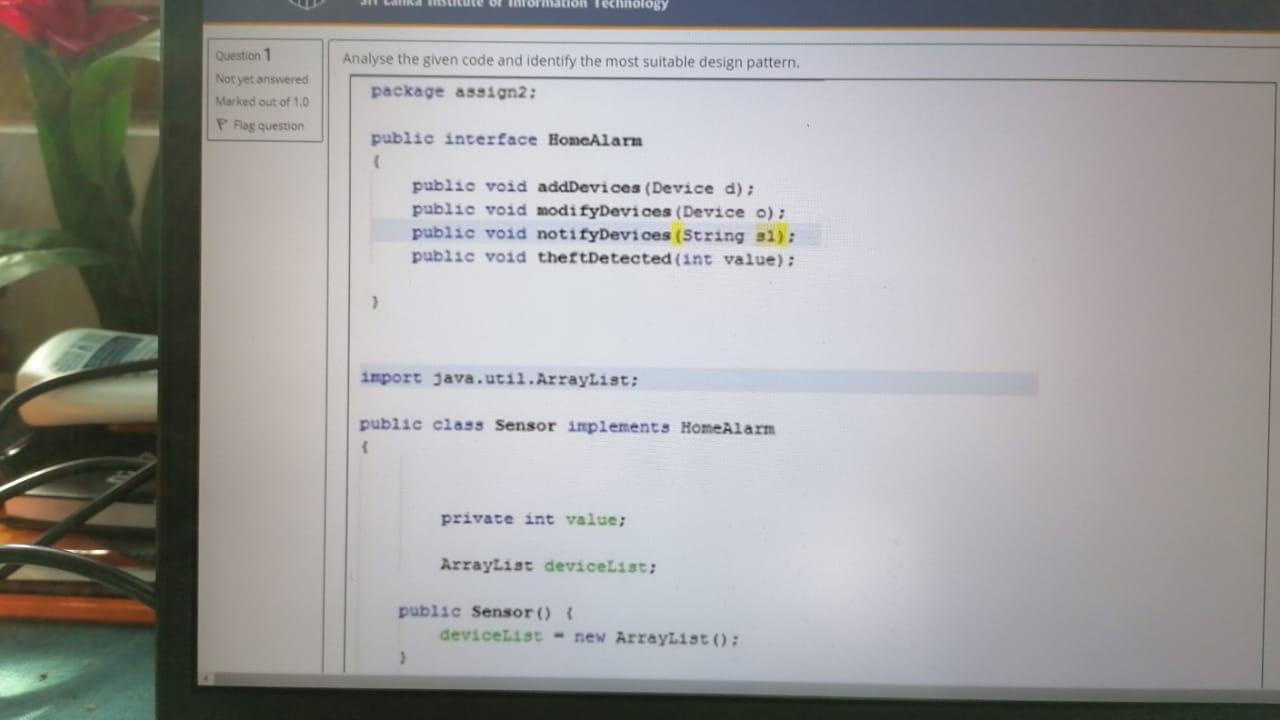 Sri Lanka Institute of Information Technology
Question 1
Not yet answered
Marked out of 1.0
Flag question
Analyse the given code and identify the most suitable design pattern.
package assign2;
public interface HomeAlarm
{
public void addDevices(Device d);
public void modifyDevices(Device o);
public void notifyDevices(String s1);
public void theftDetected(int value);
}
import java.util.ArrayList;
public class Sensor implements HomeAlarm
{
private int value;
ArrayList deviceList;
public Sensor() {
deviceList = new ArrayList();
}